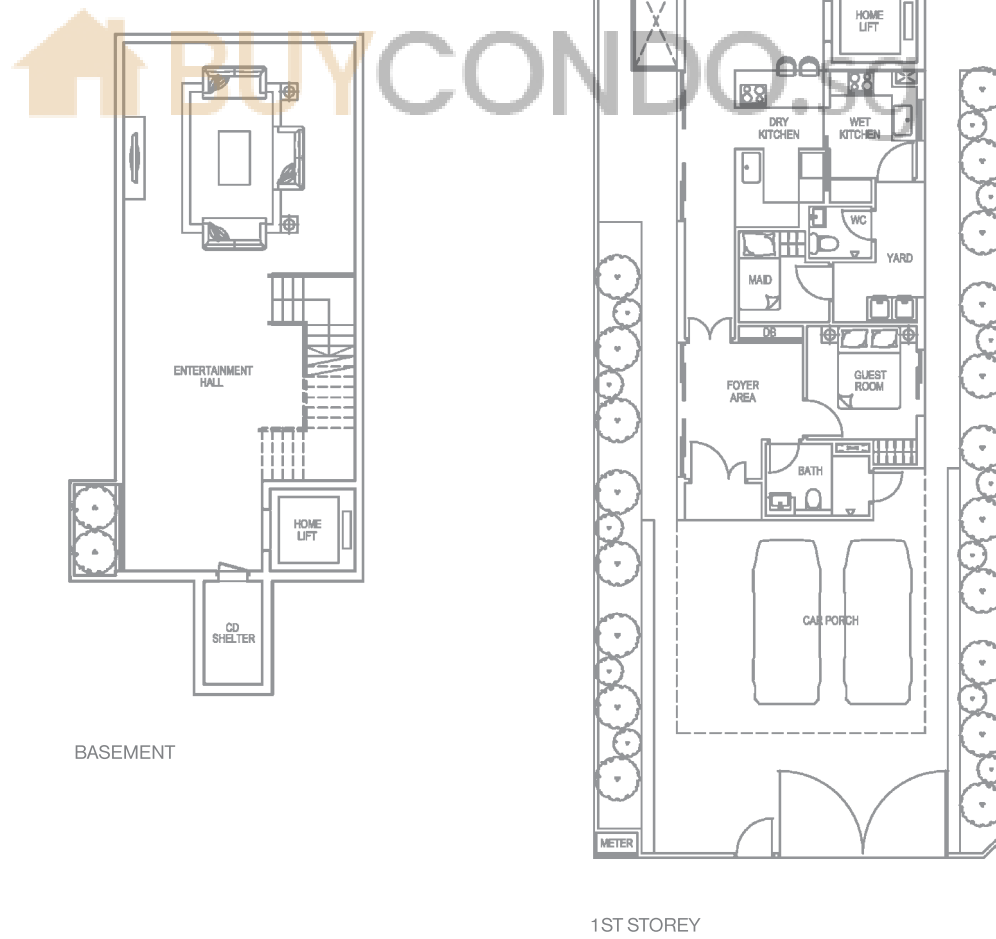 BUYCONDO.SG
HOME
LIFT
DRY
KITCHEN
WET
KITCHEN
WC
YARD
MAID
DB
ENTERTAINMENT
HALL
FOYER
AREA
GUEST
ROOM
BATH
HOME
LIFT
CD
SHELTER
CAR PORCH
BASEMENT
METER
1ST STOREY